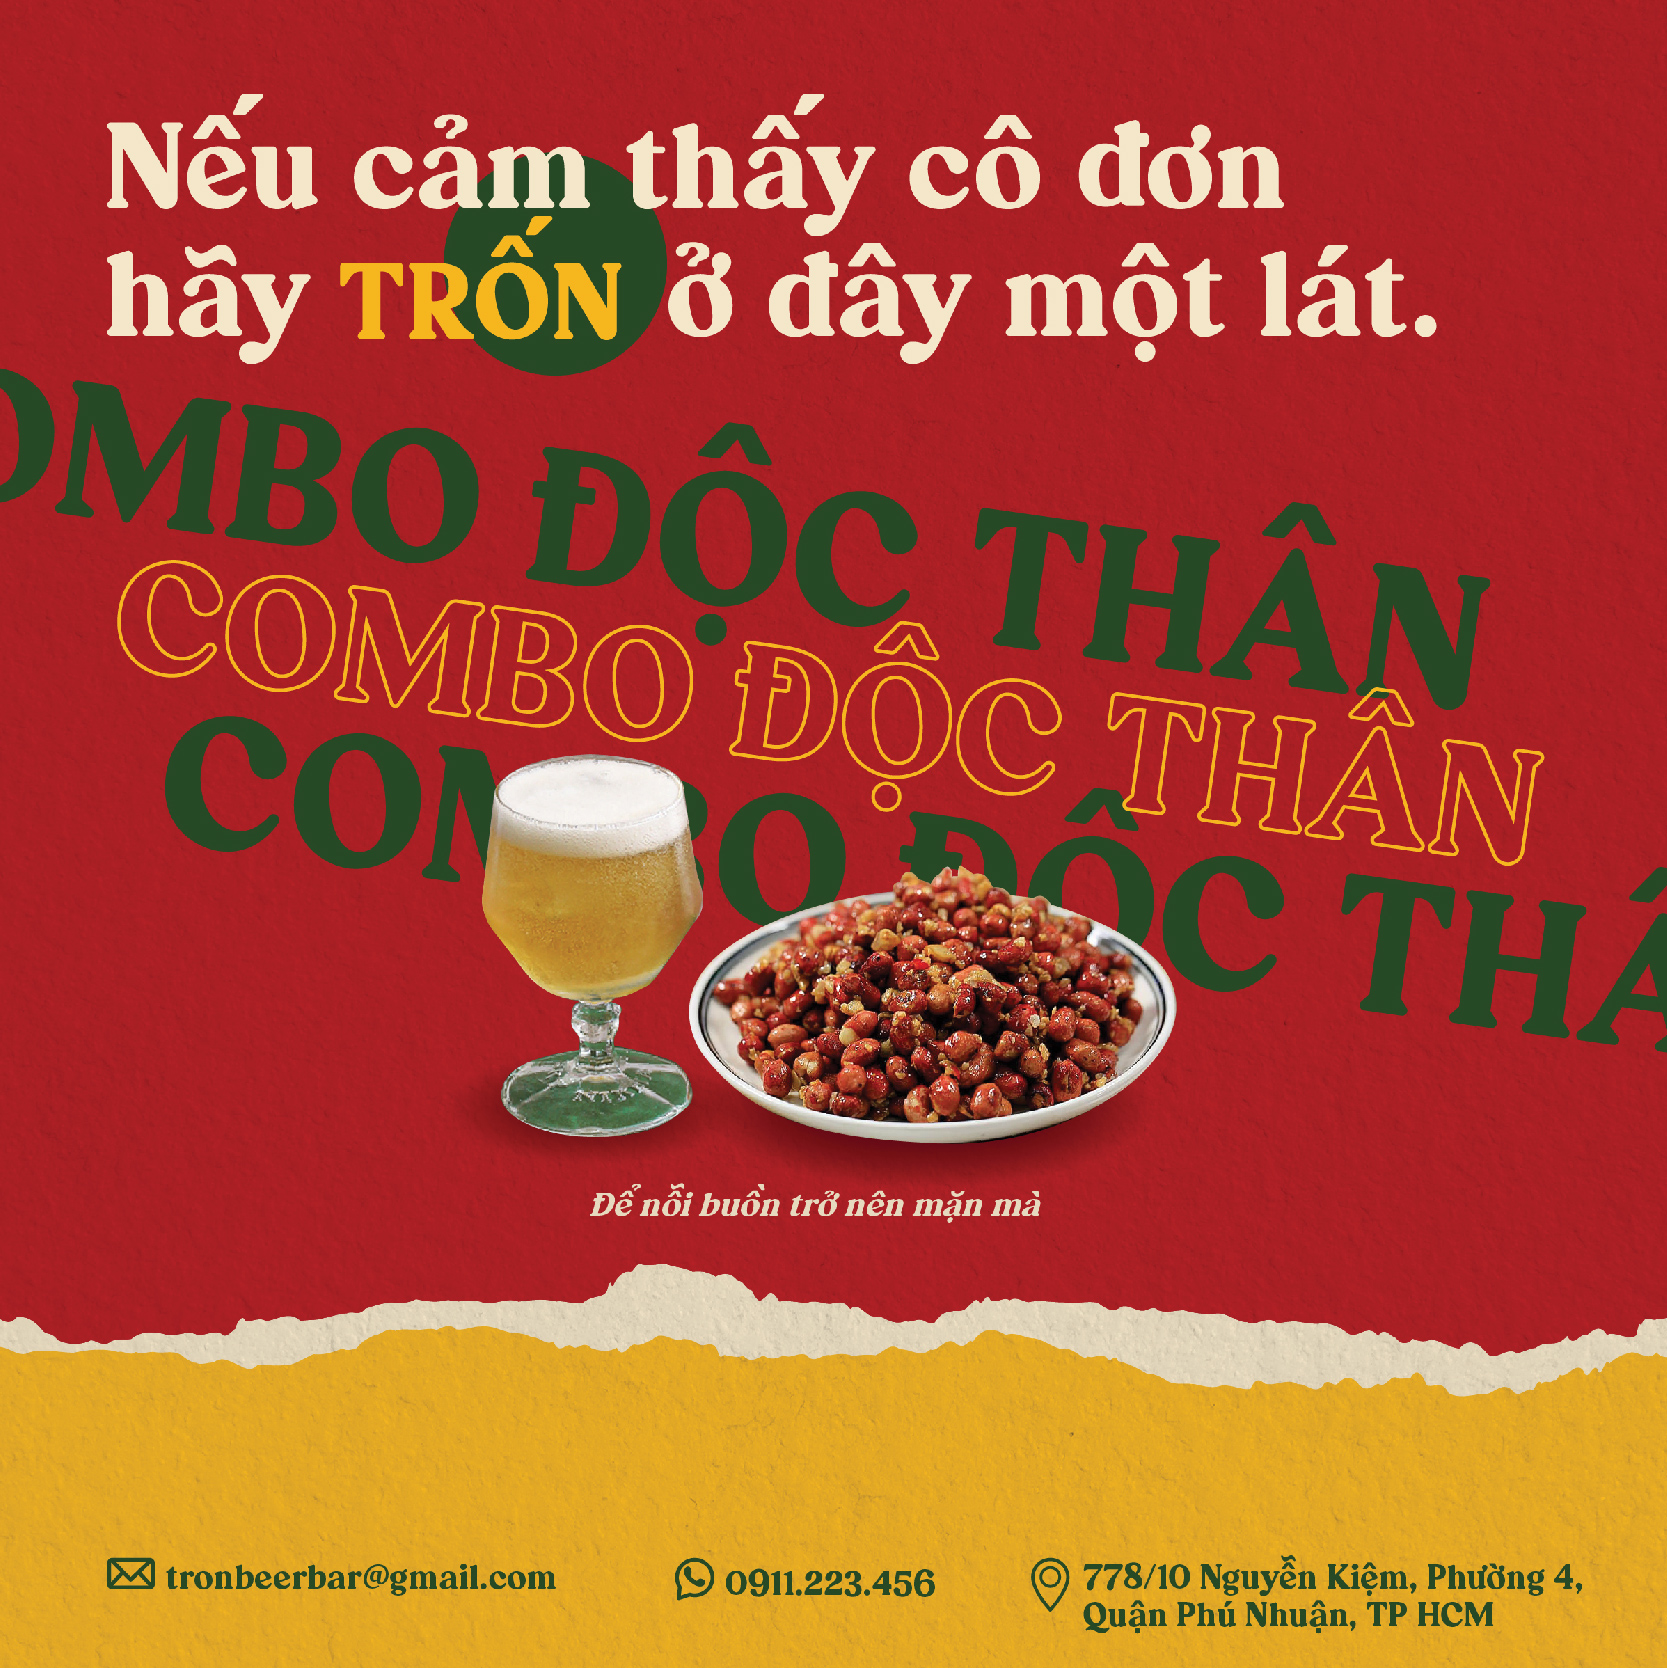 Nếu cảm thấy cô đơn
hãy TRỐN ở đây một lát.
OMBO ĐỘC THÂN
COMBO ĐỘC THÂN
COMBO ĐỘC THÂ
Để nỗi buồn trở nên mặn mà
tronbeerbar@gmail.com
0911.223.456
778/10 Nguyễn Kiệm, Phường 4,
Quận Phú Nhuận, TP HCM